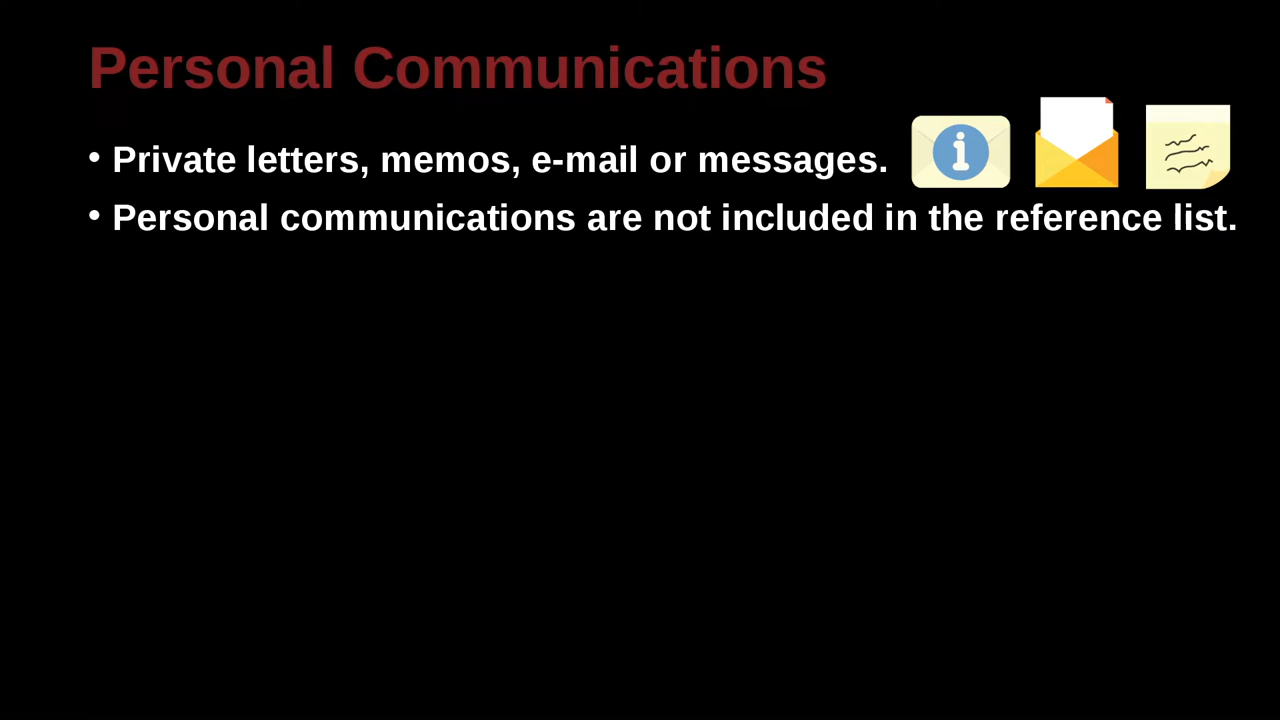 Personal Communications
• Private letters, memos, e-mail or messages.
• Personal communications are not included in the reference list.